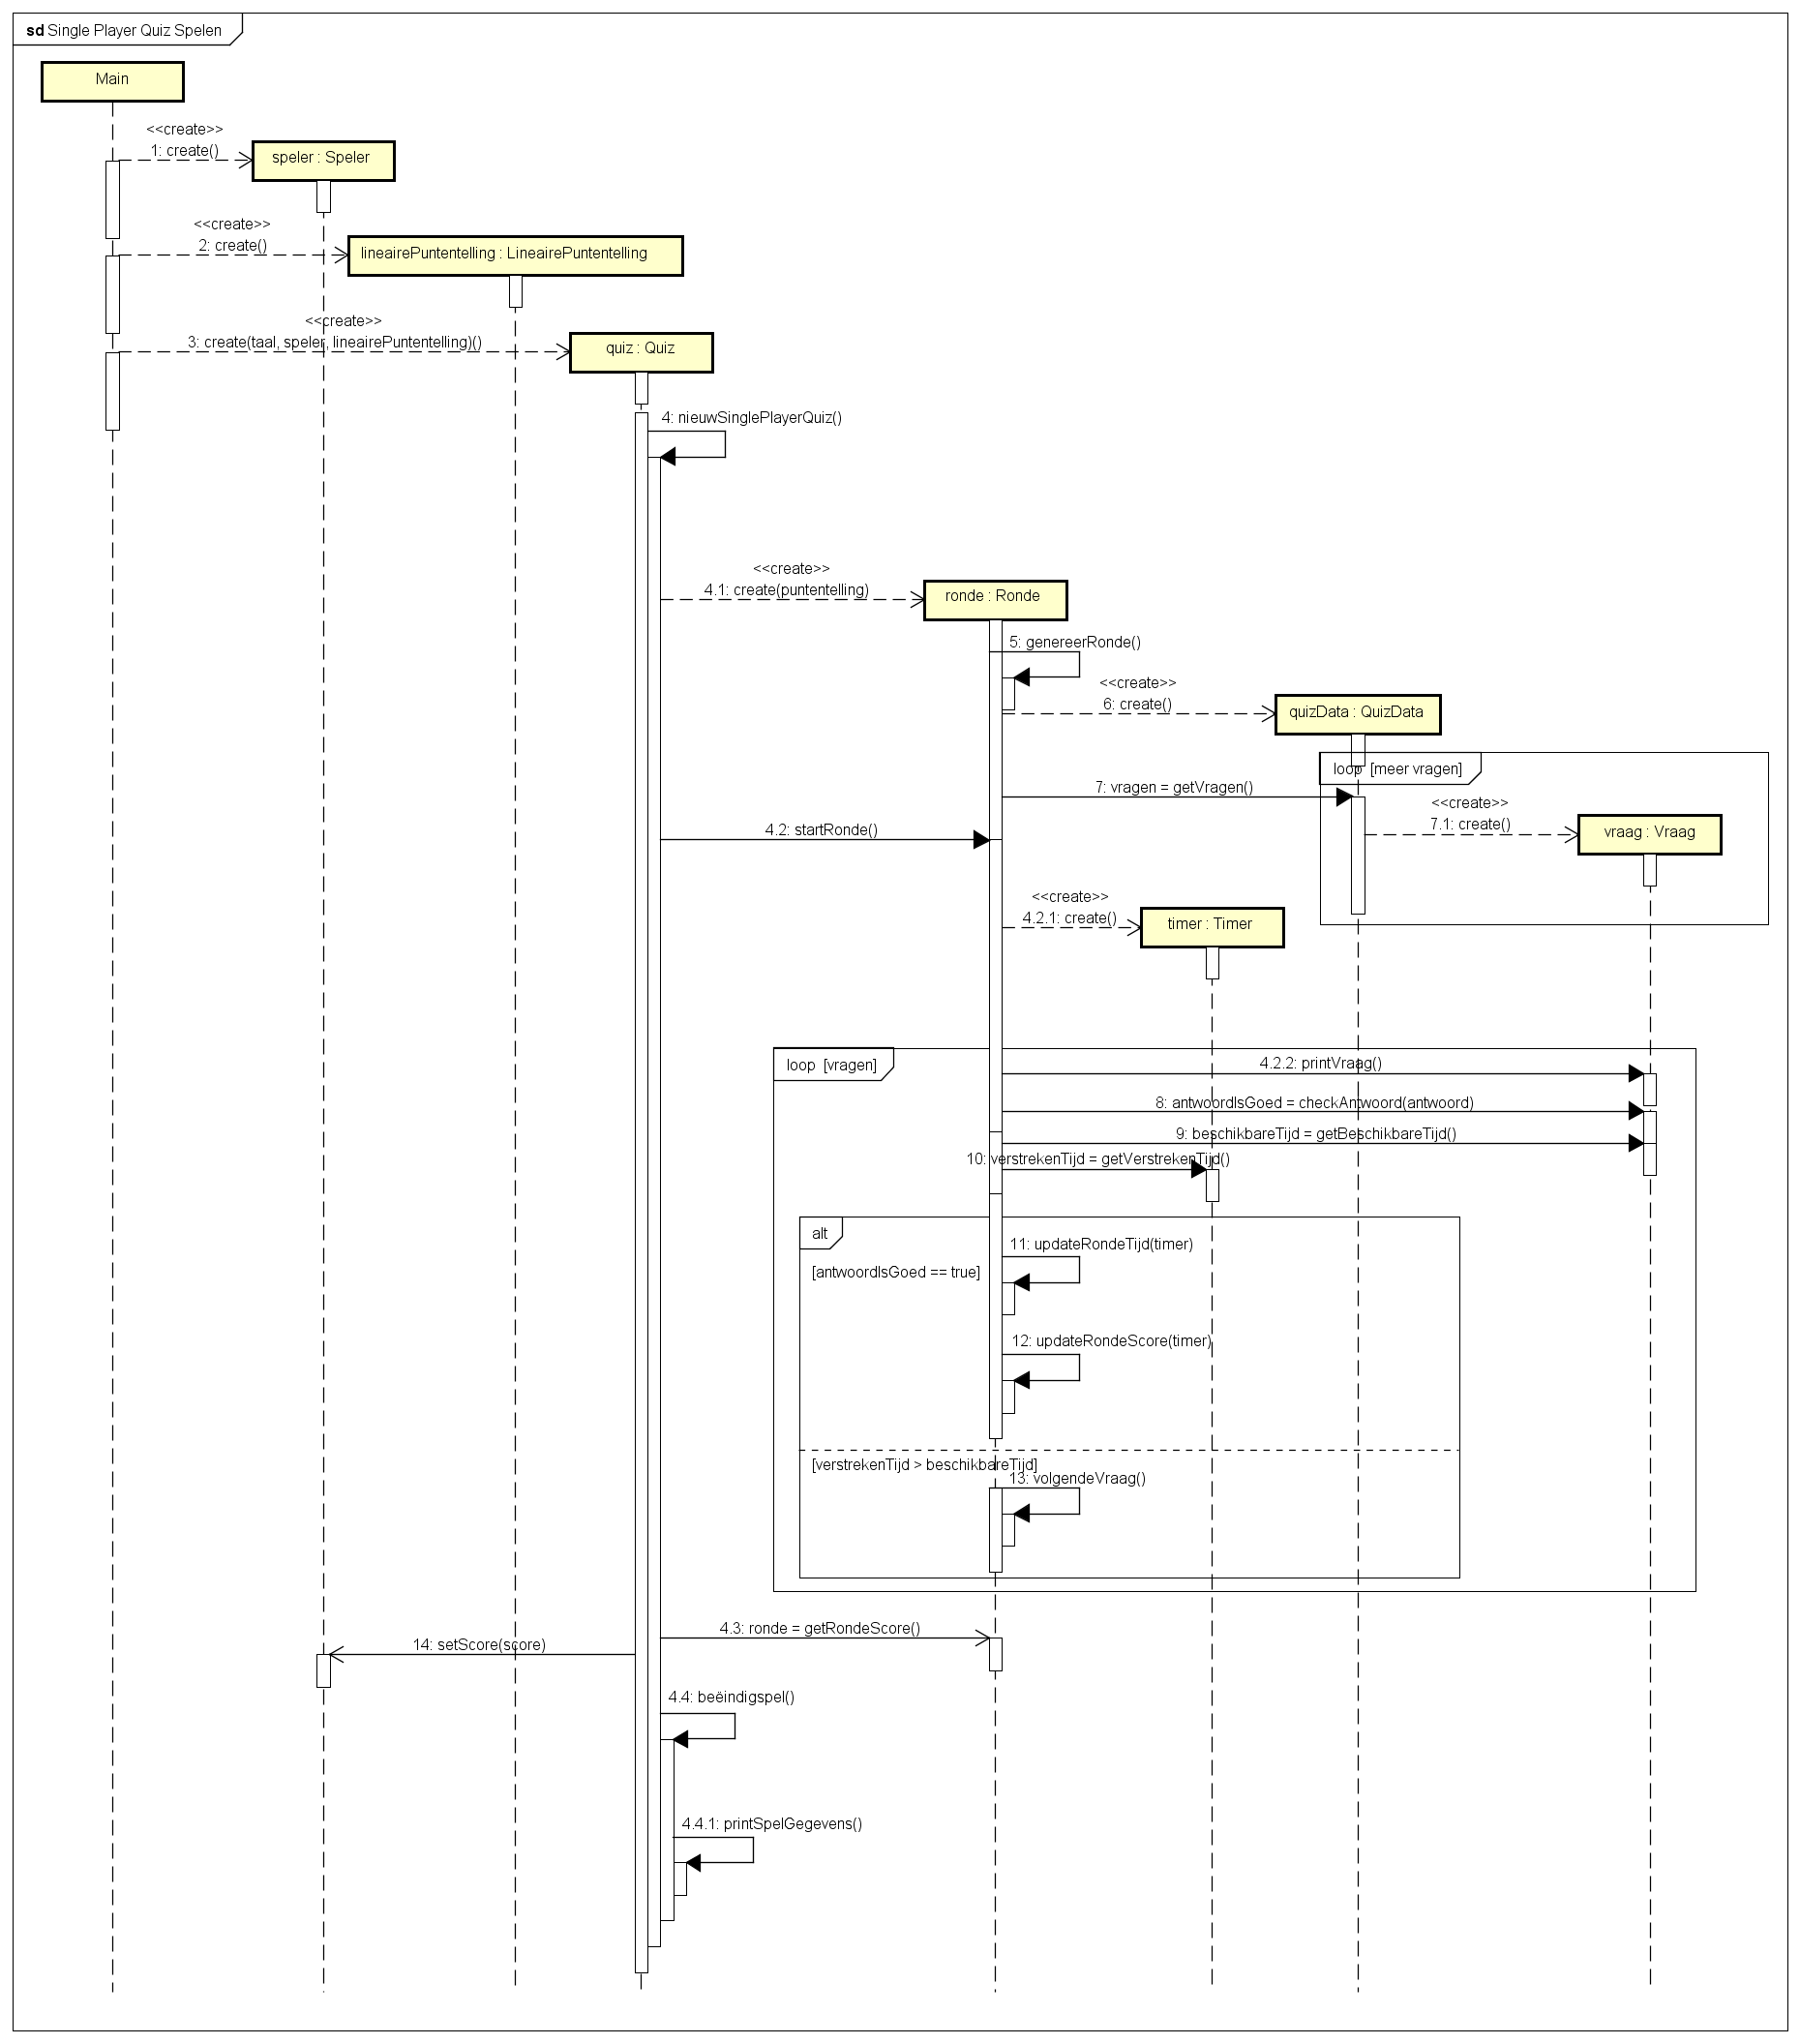 sd Single Player Quiz Spelen
Main
<<create>>
1: create()
speler : Speler
<<create>>
2: create()
lineairePuntentelling : LineairePuntentelling
<<create>>
3: create(taal, speler, lineairePuntentelling)()
quiz : Quiz
4: nieuwSinglePlayerQuiz()
<<create>>
4.1: create(puntentelling)
ronde : Ronde
5: genereerRonde()
<<create>>
6: create()
quizData : QuizData
loop [meer vragen]
7: vragen = getVragen()
<<create>>
7.1: create()
vraag : Vraag
4.2: startRonde()
<<create>>
4.2.1: create()
timer : Timer
loop [vragen]
4.2.2: printVraag()
8: antwoordIsGoed = checkAntwoord(antwoord)
9: beschikbareTijd = getBeschikbareTijd()
10: verstrekenTijd = getVerstrekenTijd()
alt
11: updateRondeTijd(timer)
[antwoordIsGoed == true]
12: updateRondeScore(timer)
[verstrekenTijd > beschikbareTijd]
13: volgendeVraag()
4.3: ronde = getRondeScore()
14: setScore(score)
4.4: beëindigspel()
4.4.1: printSpelGegevens()